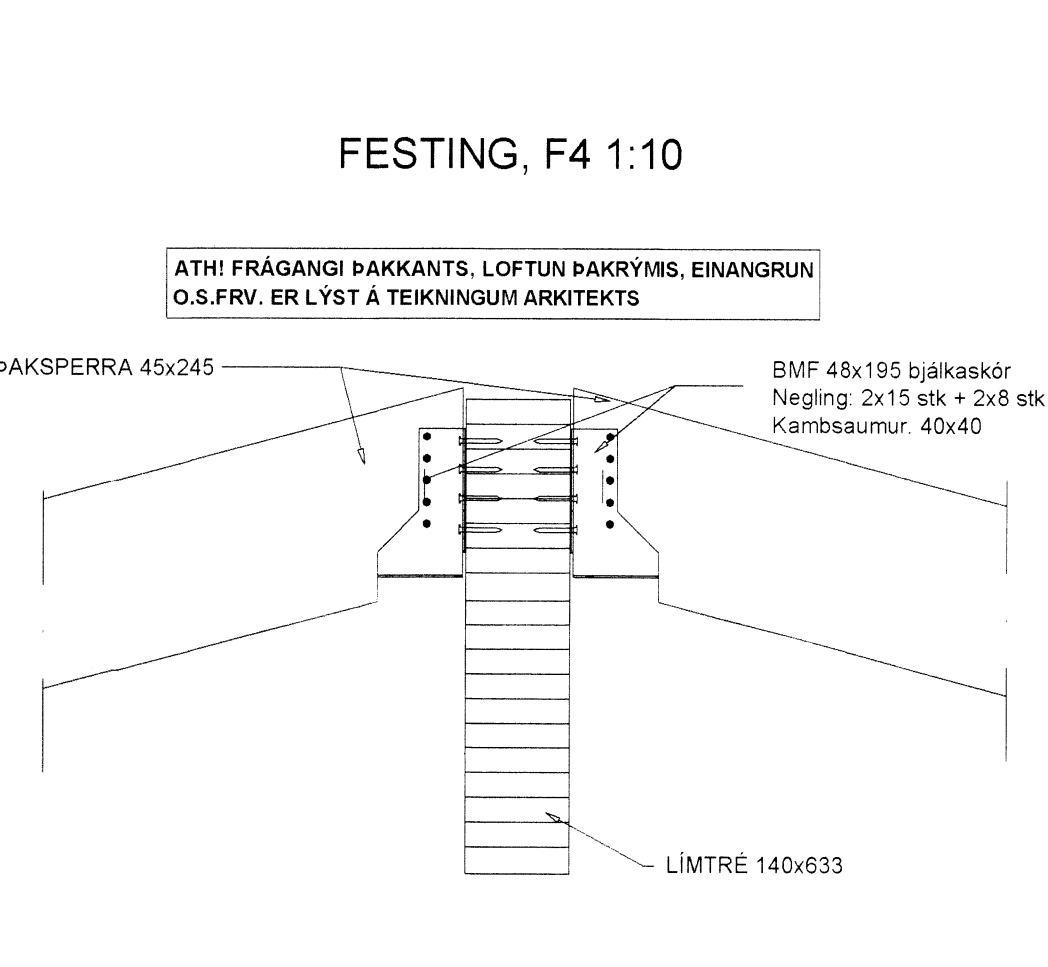 FESTING, F4 1:10
ATH! FRÁGANGI ÞAKKANTS, LOFTUN ÞAKRÝMIS, EINANGRUN
O.S.FRV. ER LÝST Á TEIKNINGUM ARKITEKTS
ÞAKSPERRA 45x245
BMF 48x195 bjálkaskór
Negling: 2x15 stk + 2x8 stk
Kambsaumur. 40x40
LÍMTRÉ 140x633